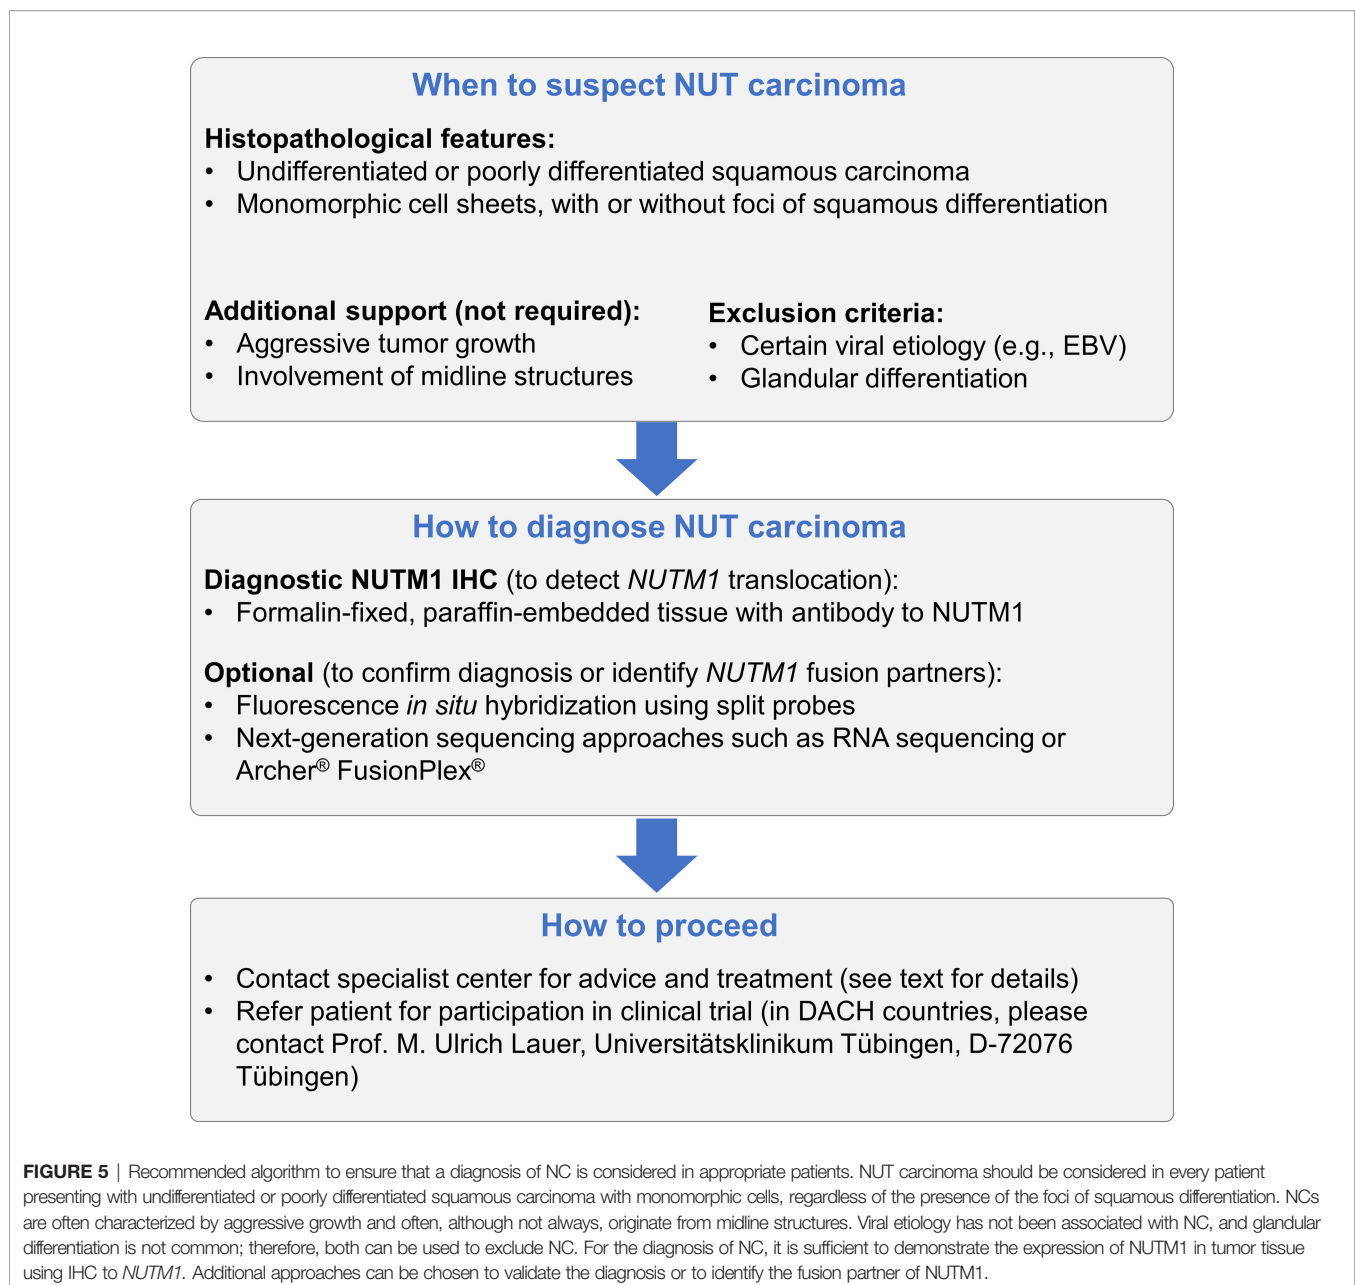 When to suspect NUT carcinoma
Histopathological features:
• Undifferentiated or poorly differentiated squamous carcinoma
• Monomorphic cell sheets, with or without foci of squamous differentiation
Additional support (not required):
• Aggressive tumor growth
• Involvement of midline structures
Exclusion criteria:
• Certain viral etiology (e.g., EBV)
• Glandular differentiation
How to diagnose NUT carcinoma
Diagnostic NUTM1 IHC (to detect NUTM1 translocation):
• Formalin-fixed, paraffin-embedded tissue with antibody to NUTM1
Optional (to confirm diagnosis or identify NUTM1 fusion partners):
• Fluorescence in situ hybridization using split probes
• Next-generation sequencing approaches such as RNA sequencing or
Archer® FusionPlex®
How to proceed
• Contact specialist center for advice and treatment (see text for details)
• Refer patient for participation in clinical trial (in DACH countries, please
contact Prof. M. Ulrich Lauer, Universitätsklinikum Tübingen, D-72076
Tübingen)
FIGURE 5 | Recommended algorithm to ensure that a diagnosis of NC is considered in appropriate patients. NUT carcinoma should be considered in every patient
presenting with undifferentiated or poorly differentiated squamous carcinoma with monomorphic cells, regardless of the presence of the foci of squamous differentiation. NCs
are often characterized by aggressive growth and often, although not always, originate from midline structures. Viral etiology has not been associated with NC, and glandular
differentiation is not common; therefore, both can be used to exclude NC. For the diagnosis of NC, it is sufficient to demonstrate the expression of NUTM1 in tumor tissue
using IHC to NUTM1. Additional approaches can be chosen to validate the diagnosis or to identify the fusion partner of NUTM1.